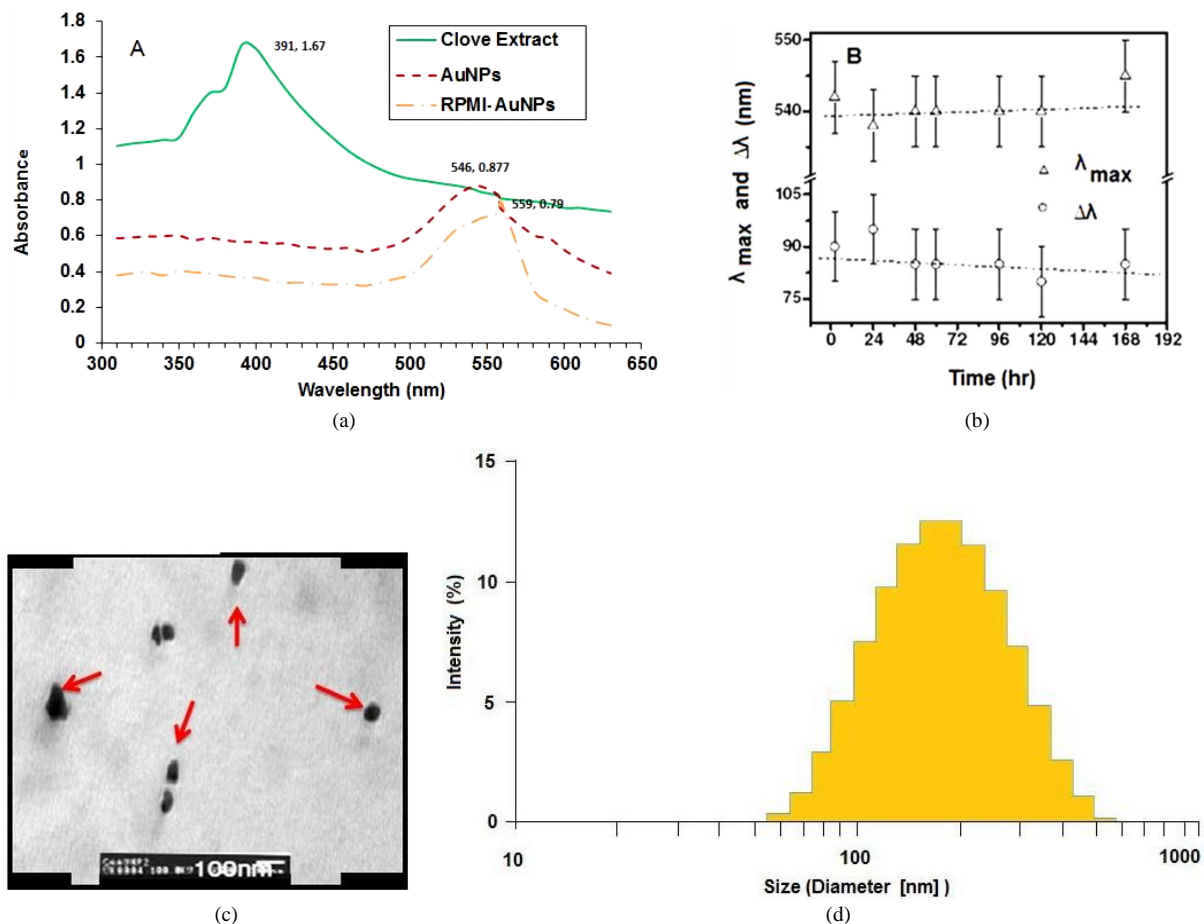 A
391, 1.67
Clove Extract
AuNPs
RPMI-AuNPs
546, 0.877
559, 0.79
1.8
1.6
1.4
1.2
1
0.8
0.6
0.4
0.2
0
300 350 400 450 500 550 600 650
Absorbance
Wavelength (nm)
(a)
B
550
540
105
90
75
λ max and Δλ (nm)
λ max
Δλ
0 24 48 72 96 120 144 168 192
Time (hr)
(b)
100nm
(c)
15
10
5
0
Intensity (%)
10 100 1000
Size (Diameter [nm] )
(d)